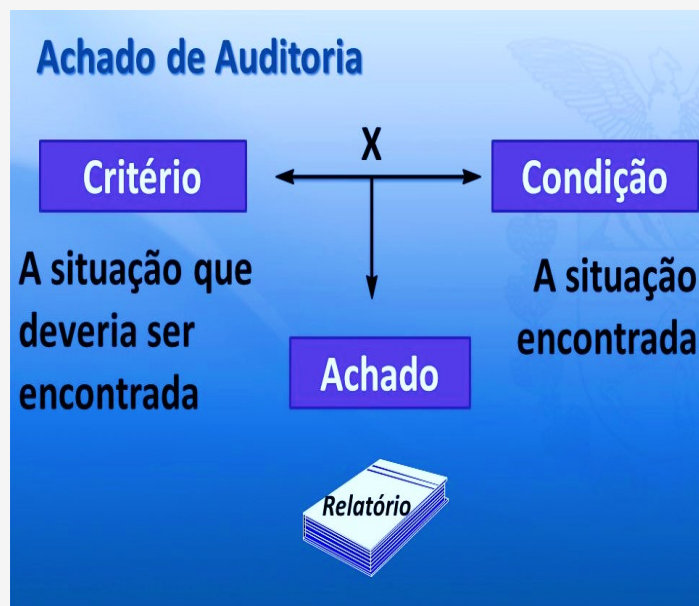 Achado de Auditoria
X
Critério
Condição
A situação que
deveria ser
encontrada
A situação
encontrada
Achado
Relatório